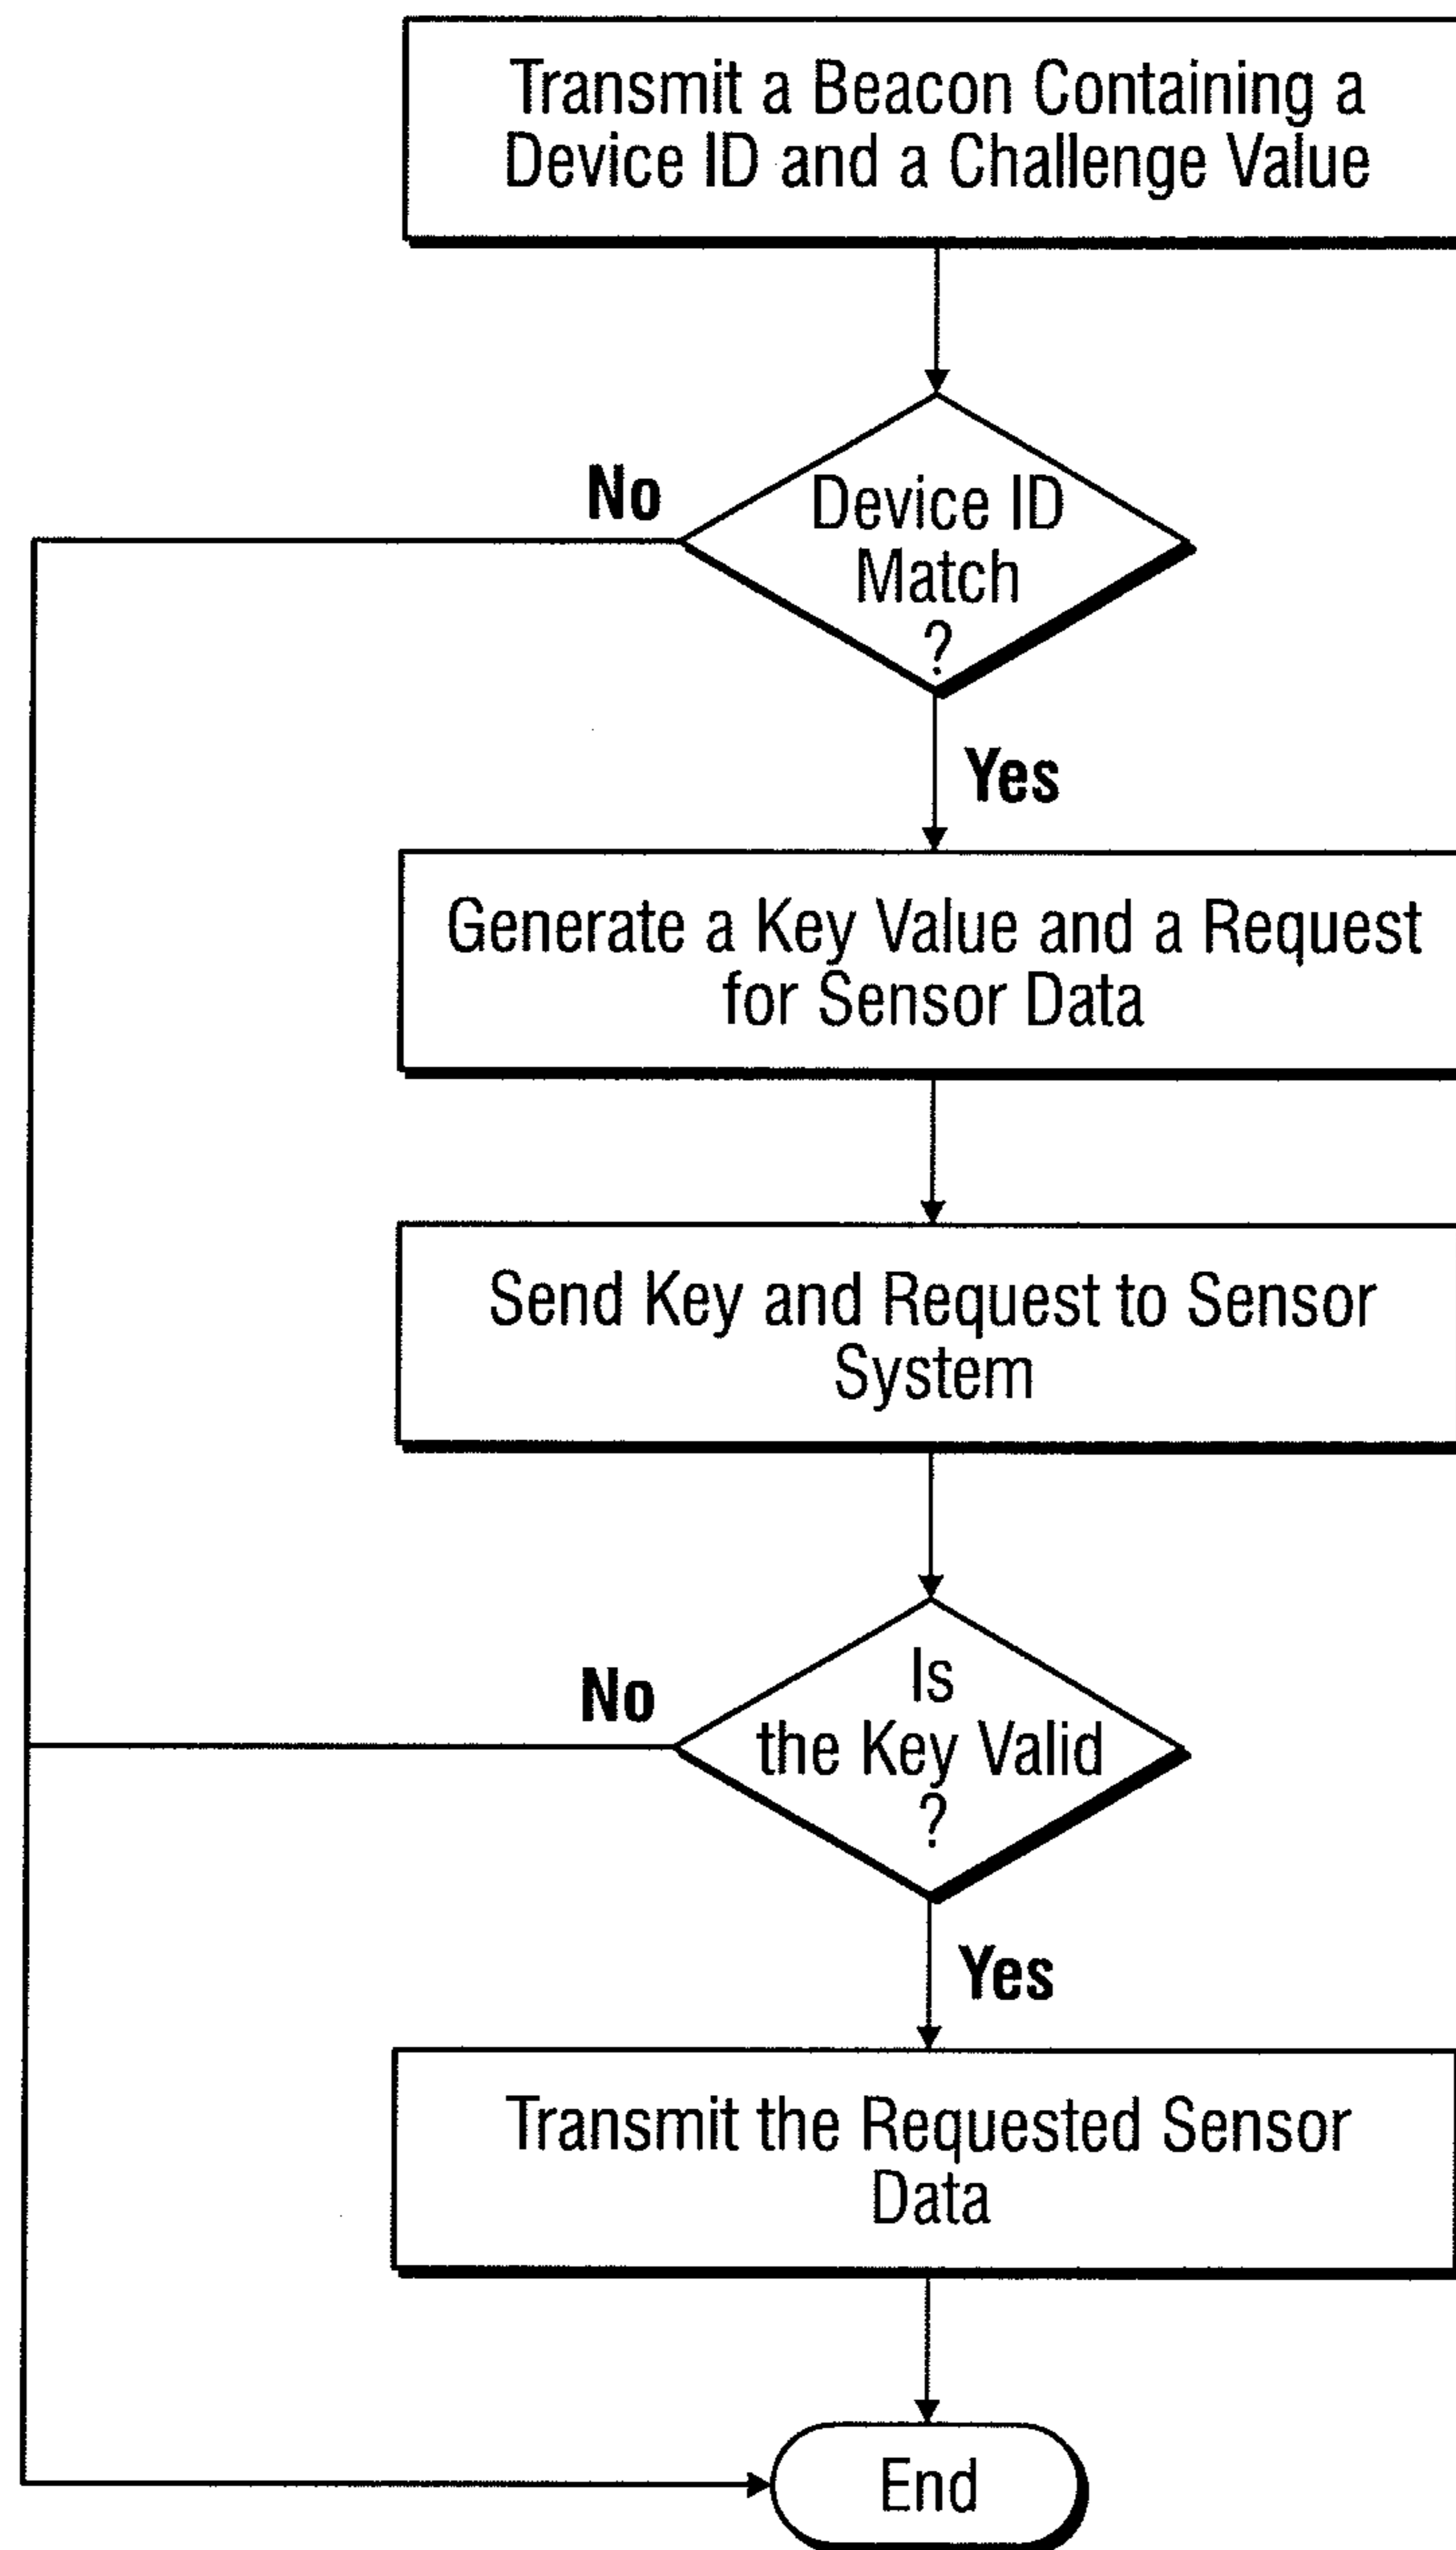 Transmit a Beacon Containing a
Device ID and a Challenge Value
No
Device ID
Match
?
Yes
Generate a Key Value and a Request
for Sensor Data
Send Key and Request to Sensor
System
No
Is
the Key Valid
?
Yes
Transmit the Requested Sensor
Data
End